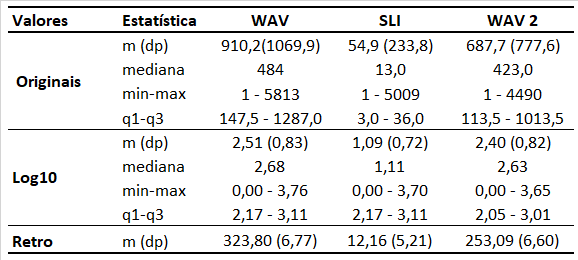 Valores Estatística WAV SLI WAV 2
Originais m (dp) 910,2(1069,9) 54,9 (233,8) 687,7 (777,6)
mediana 484 13,0 423,0
min-max 1 - 5813 1 - 5009 1 - 4490
q1-q3 147,5 - 1287,0 3,0 - 36,0 113,5 - 1013,5
Log10 m (dp) 2,51 (0,83) 1,09 (0,72) 2,40 (0,82)
mediana 2,68 1,11 2,63
min-max 0,00 - 3,76 0,00 - 3,70 0,00 - 3,65
q1-q3 2,17 - 3,11 2,17 - 3,11 2,05 - 3,01
Retro m (dp) 323,80 (6,77) 12,16 (5,21) 253,09 (6,60)